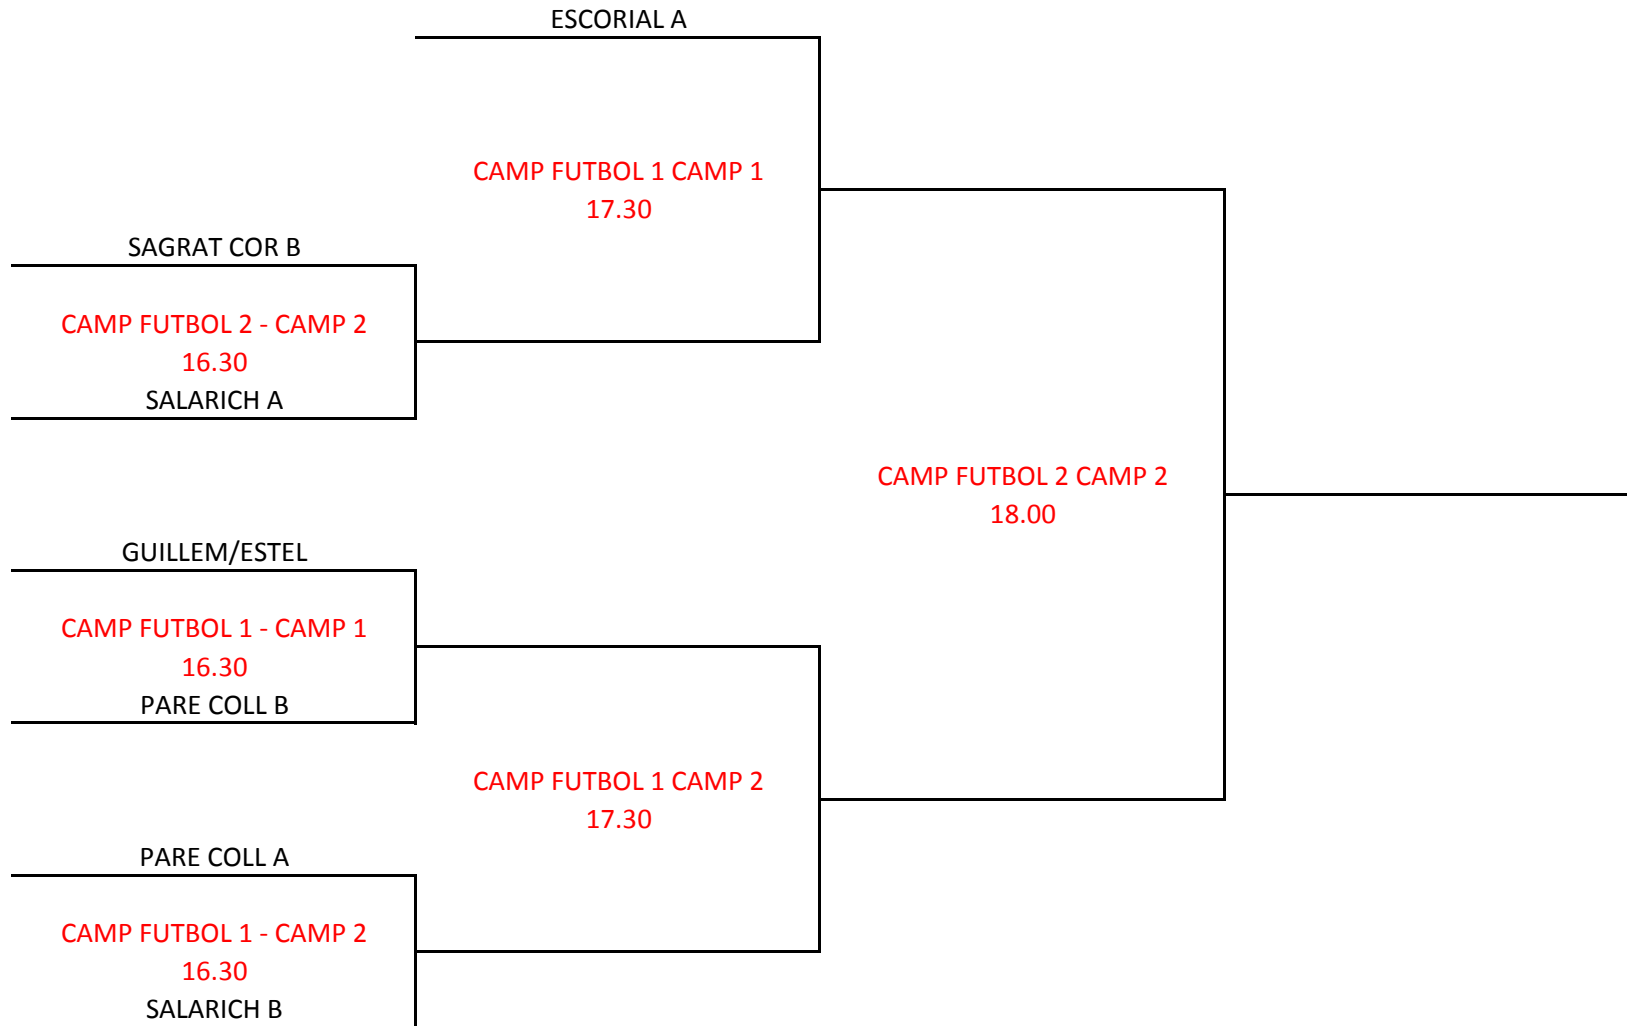 ESCORIAL A
CAMP FUTBOL 1 CAMP 1
17.30
SAGRAT COR B
CAMP FUTBOL 2 - CAMP 2
16.30
SALARICH A
CAMP FUTBOL 2 CAMP 2
18.00
GUILLEM/ESTEL
CAMP FUTBOL 1 - CAMP 1
16.30
PARE COLL B
CAMP FUTBOL 1 CAMP 2
17.30
PARE COLL A
CAMP FUTBOL 1 - CAMP 2
16.30
SALARICH B